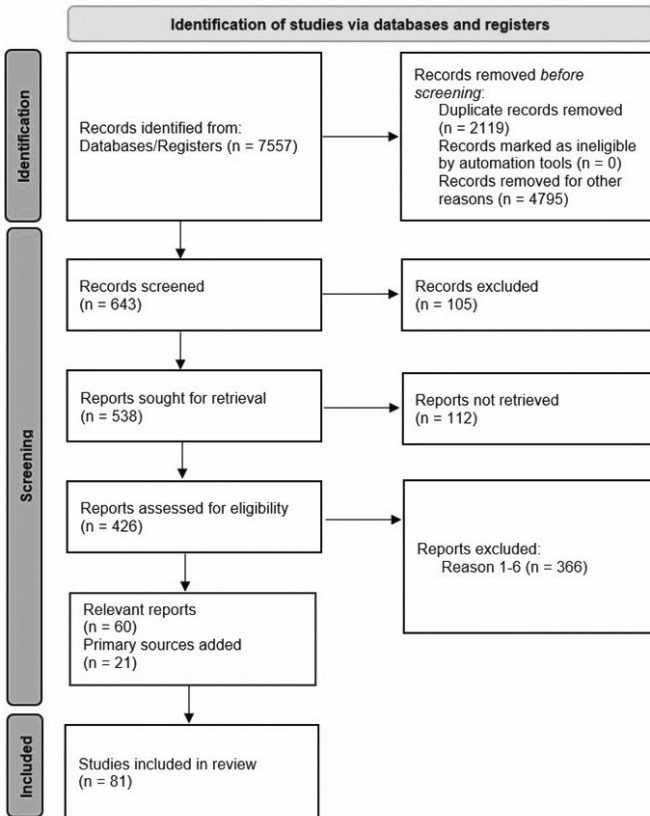 Identification of studies via databases and registers
Identification
Records identified from:
Databases/Registers (n = 7557)
Records removed before
screening:
Duplicate records removed
(n = 2119)
Records marked as ineligible
by automation tools (n = 0)
Records removed for other
reasons (n = 4795)
Screening
Records screened
(n = 643)
Records excluded
(n = 105)
Reports sought for retrieval
(n = 538)
Reports not retrieved
(n = 112)
Reports assessed for eligibility
(n = 426)
Reports excluded:
Reason 1-6 (n = 366)
Relevant reports
(n = 60)
Primary sources added
(n = 21)
Included
Studies included in review
(n = 81)